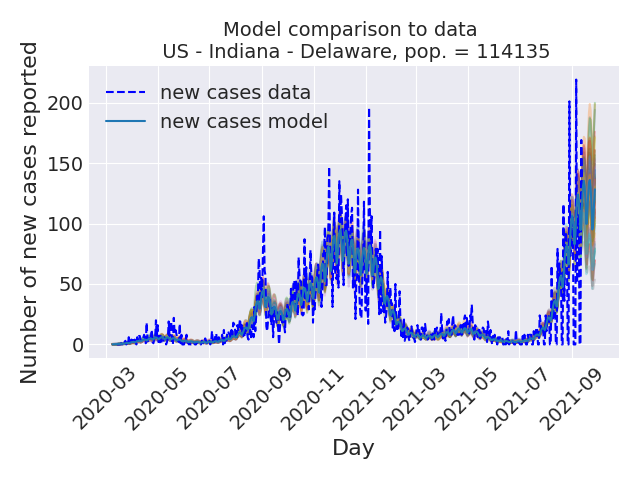 Model comparison to data
US - Indiana - Delaware, pop. = 114135
Number of new cases reported
200
150
100
50
0
new cases data
new cases model
2020-03
2020-05
2020-07
2020-09
2020-11
2021-01
2021-03
2021-05
2021-07
2021-09
Day